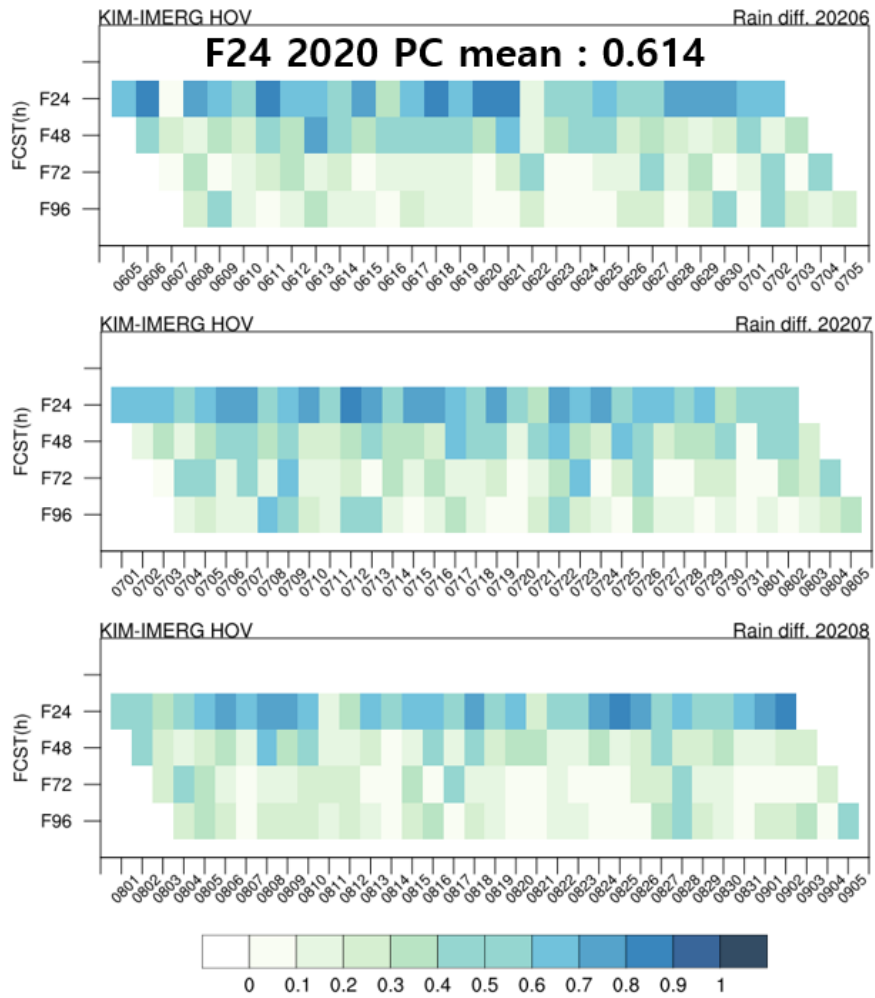 KIM-IMERG HOV Rain diff. 20206
F24 2020 PC mean : 0.614
FCST(h)
F24
F48
F72
F96
0605 0606 0607 0608 0609 0610 0611 0612 0613 0614 0615 0616 0617 0618 0619 0620 0621 0622 0623 0624 0625 0626 0627 0628 0629 0630 0701 0702 0703 0704 0705
KIM-IMERG HOV Rain diff. 20207
FCST(h)
F24
F48
F72
F96
0701 0702 0703 0704 0705 0706 0707 0708 0709 0710 0711 0712 0713 0714 0715 0716 0717 0718 0719 0720 0721 0722 0723 0724 0725 0726 0727 0728 0729 0730 0731 0801 0802 0803 0804 0805
KIM-IMERG HOV Rain diff. 20208
FCST(h)
F24
F48
F72
F96
0801 0802 0803 0804 0805 0806 0807 0808 0809 0810 0811 0812 0813 0814 0815 0816 0817 0818 0819 0820 0821 0822 0823 0824 0825 0826 0827 0828 0829 0830 0831 0901 0902 0903 0904 0905
0 0.1 0.2 0.3 0.4 0.5 0.6 0.7 0.8 0.9 1